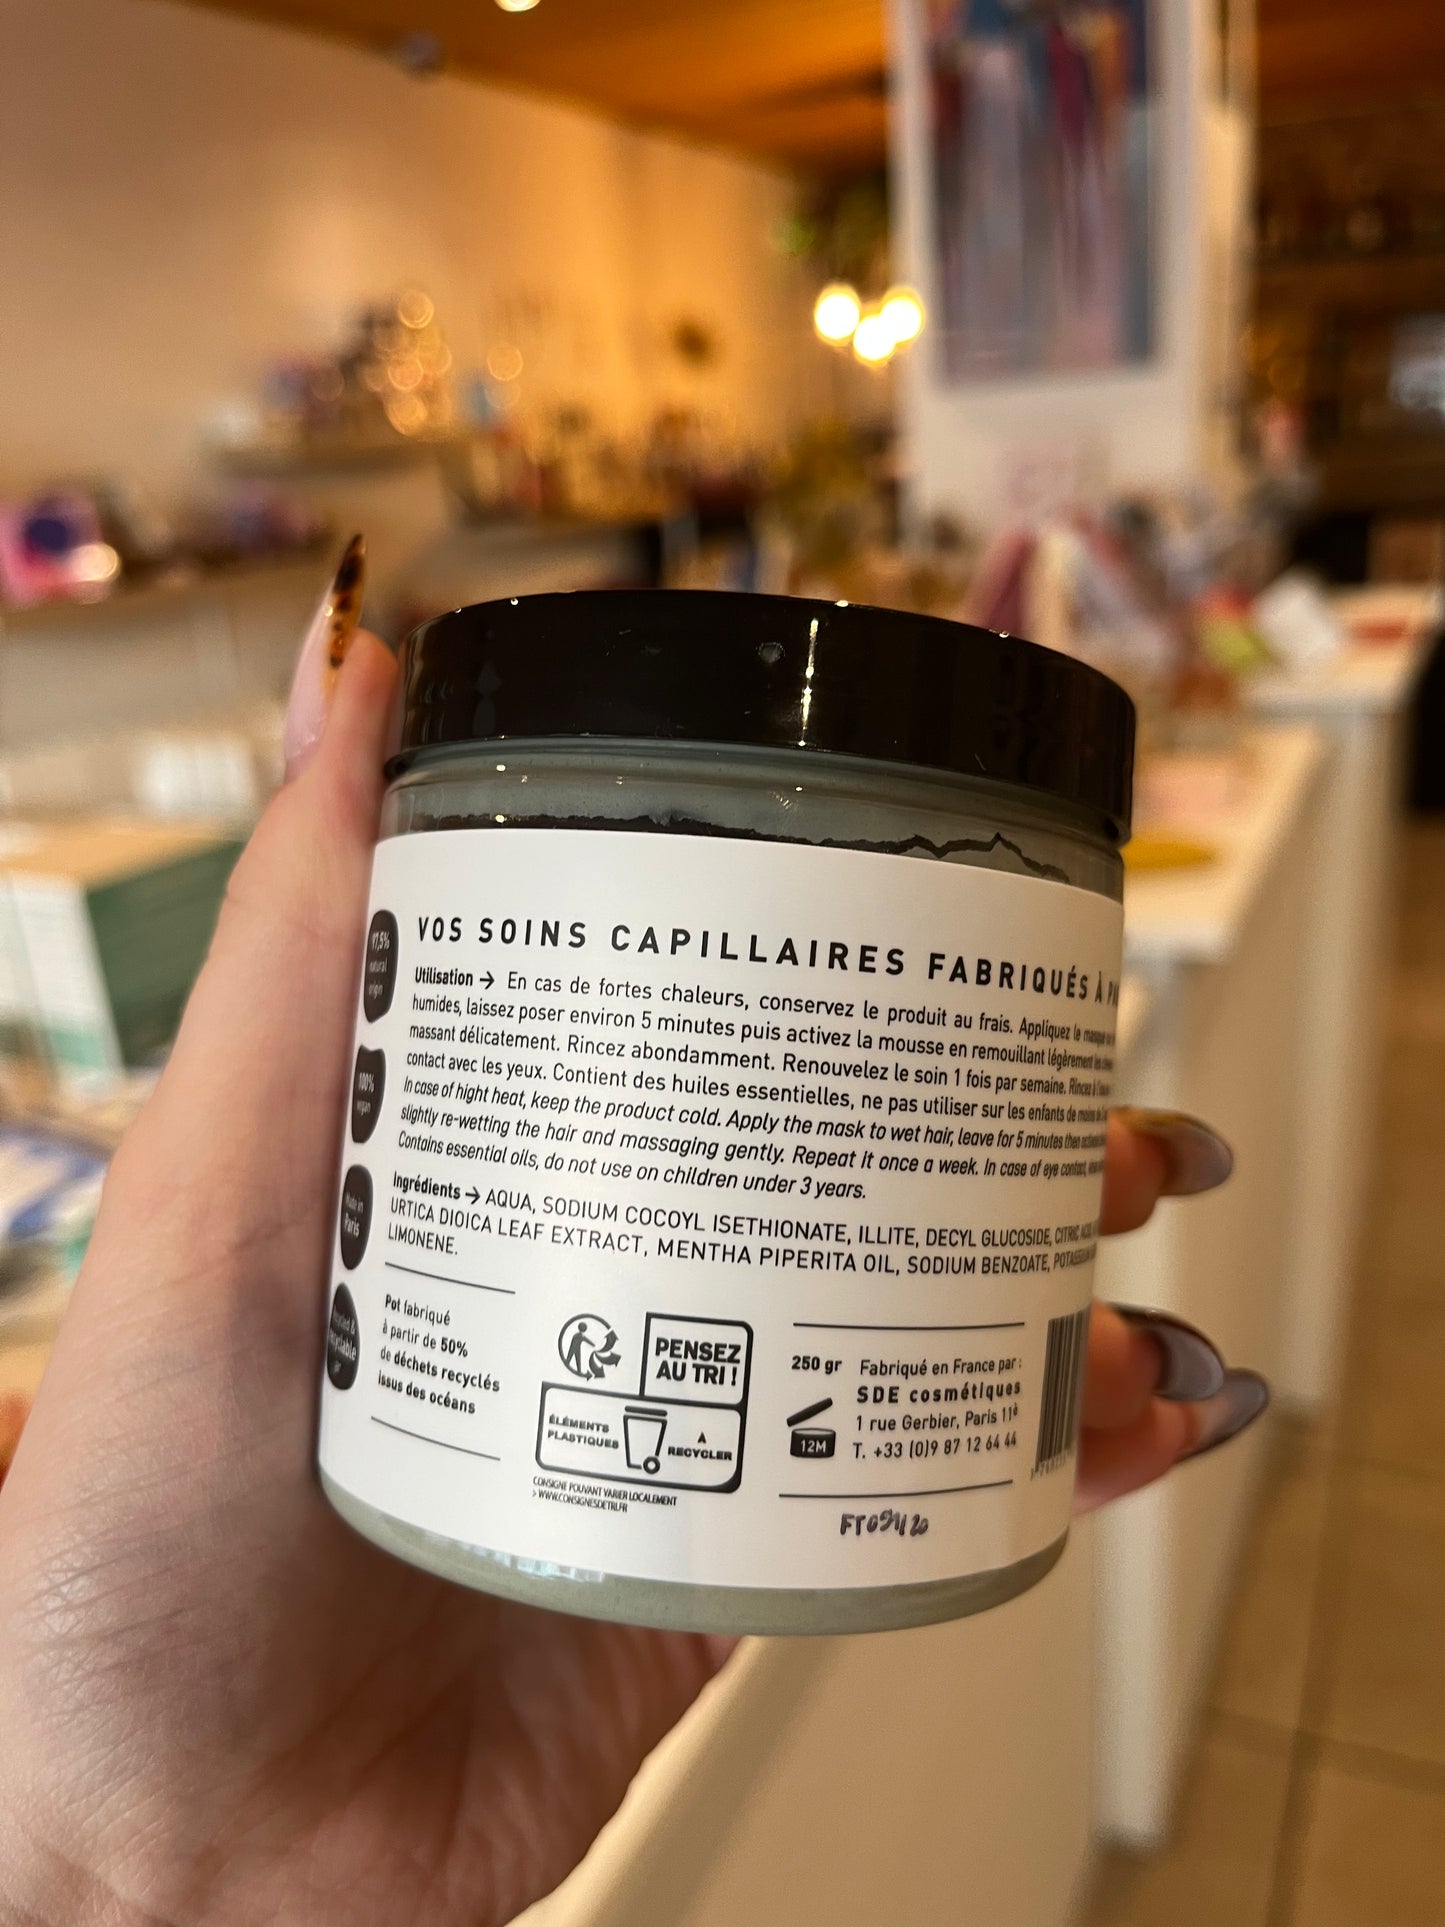 VOS SOINS CAPILLAIRES FABRIQUÉS À
Utilisation → En cas de fortes chaleurs, conservez le produit au frais. Appliquez le masque
humides, laissez poser environ 5 minutes puis activez la mousse en remouillant légèrement les
massant délicatement. Rincez abondamment. Renouvelez le soin 1 fois par semaine. Rincez à
contact avec les yeux. Contient des huiles essentielles, ne pas utiliser sur les enfants de moins de
In case of hight heat, keep the product cold. Apply the mask to wet hair, leave for 5 minutes then
slightly re-wetting the hair and massaging gently. Repeat it once a week. In case of eye contact,
Contains essential oils, do not use on children under 3 years.
Ingrédients → AQUA, SODIUM COCOYL ISETHIONATE, ILLITE, DECYL GLUCOSIDE, CITRIC
URTICA DIOICA LEAF EXTRACT, MENTHA PIPERITA OIL, SODIUM BENZOATE,
LIMONENE.
natural
origin
100%
vegan
Made in
Paris
Pot fabriqué
à partir de 50%
de déchets recyclés
issus des océans
PENSEZ
AU TRI !
ÉLÉMENTS
PLASTIQUES
À
RECYCLER
CONSIGNE POUVANT VARIER LOCALEMENT
> WWW.CONSIGNESDETRI.FR
250 gr
12M
Fabriqué en France par :
SDE cosmétiques
1 rue Gerbier, Paris 11è
T. +33 (0)9 87 12 64 44